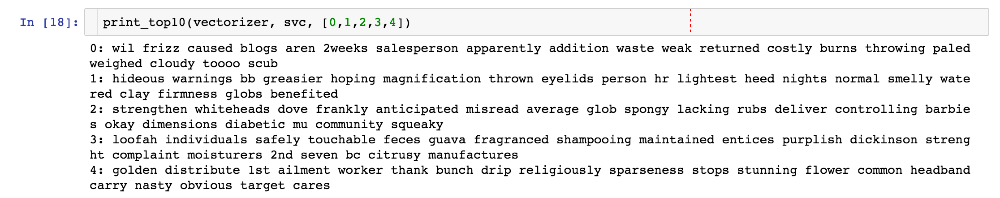 In [18]: print_top10(vectorizer, svc, [0,1,2,3,4])
0: wil frizz caused blogs aren 2weeks salesperson apparently addition waste weak returned costly burns throwing paled
weighed cloudy toooo scub
1: hideous warnings bb greasier hoping magnification thrown eyelids person hr lightest heed nights normal smelly wate
red clay firmness globs benefited
2: strengthen whiteheads dove frankly anticipated misread average glob spongy lacking rubs deliver controlling barbie
s okay dimensions diabetic mu community squeaky
3: loofah individuals safely touchable feces guava fragranced shampooing maintained entices purplish dickinson streng
ht complaint moisturers 2nd seven bc citrusy manufactures
4: golden distribute 1st ailment worker thank bunch drip religiously sparseness stops stunning flower common headband
carry nasty obvious target cares